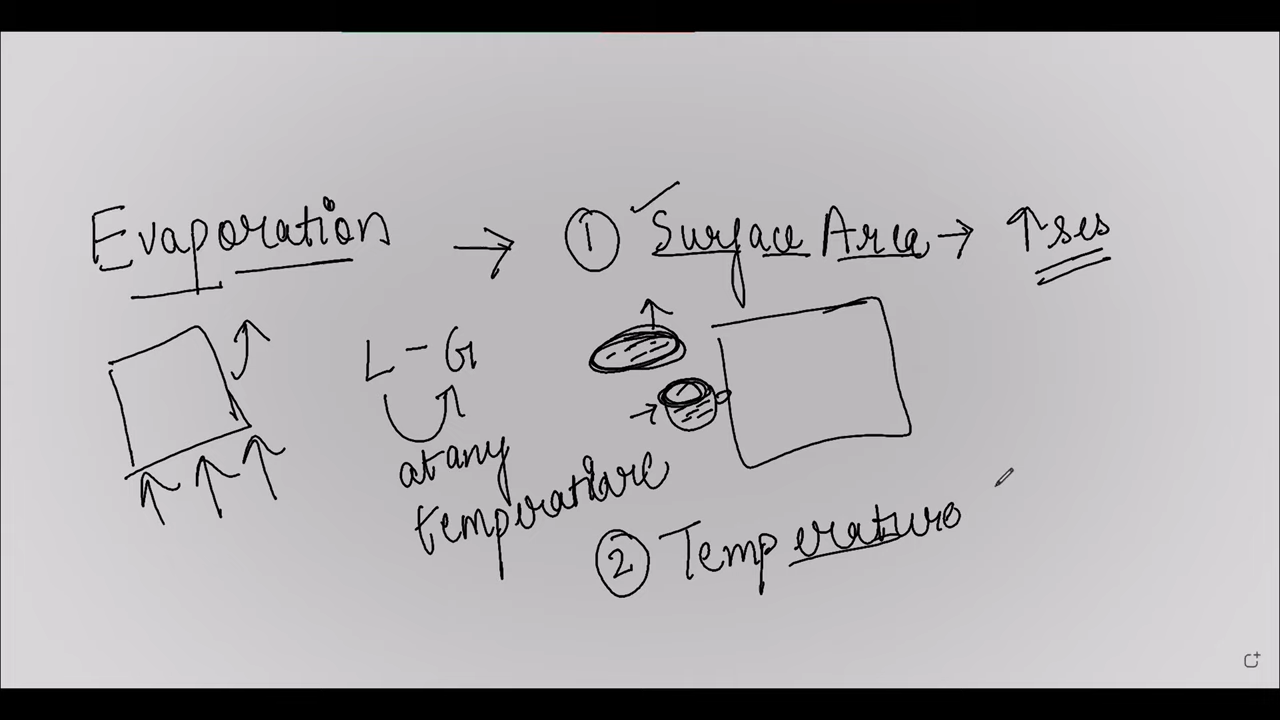 Evaporation → ① ✓Surface Area → ↑ses
L - G
at any
temperature
② Temperature